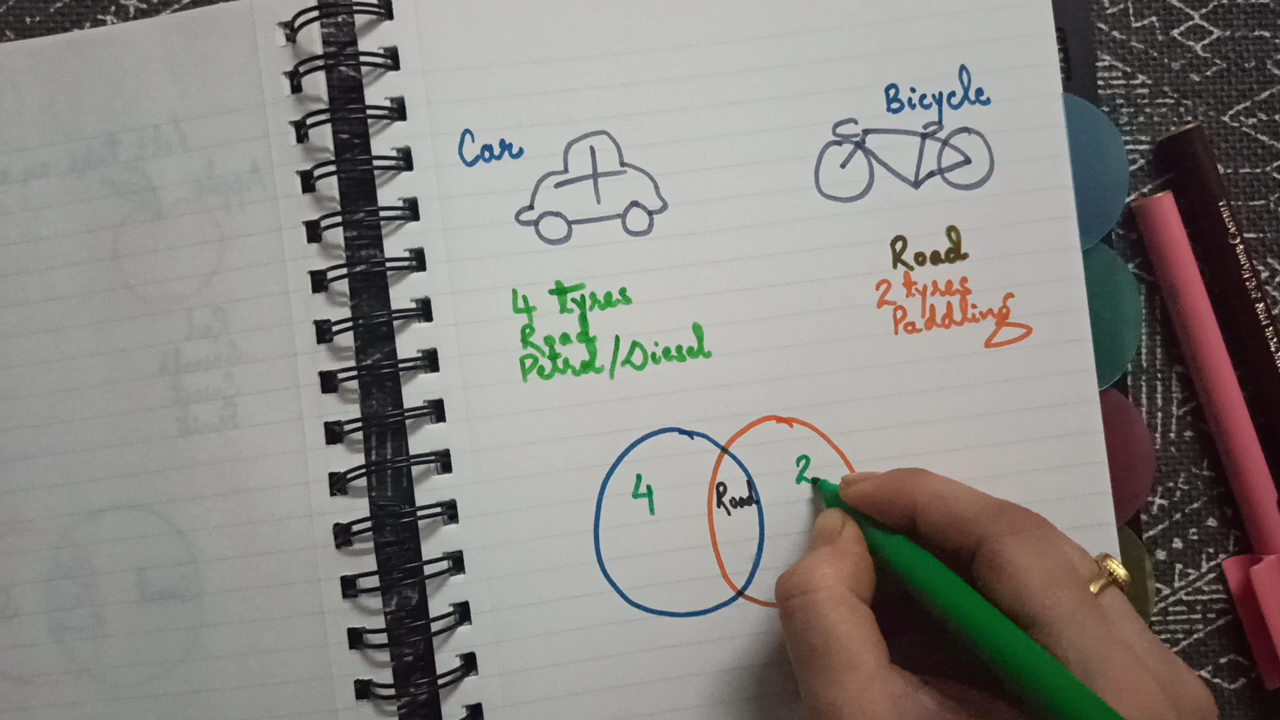 Car
Bicycle
4 tyres
Road
Petrol/Diesel
Road
2 tyres
Paddling
4
Road
2